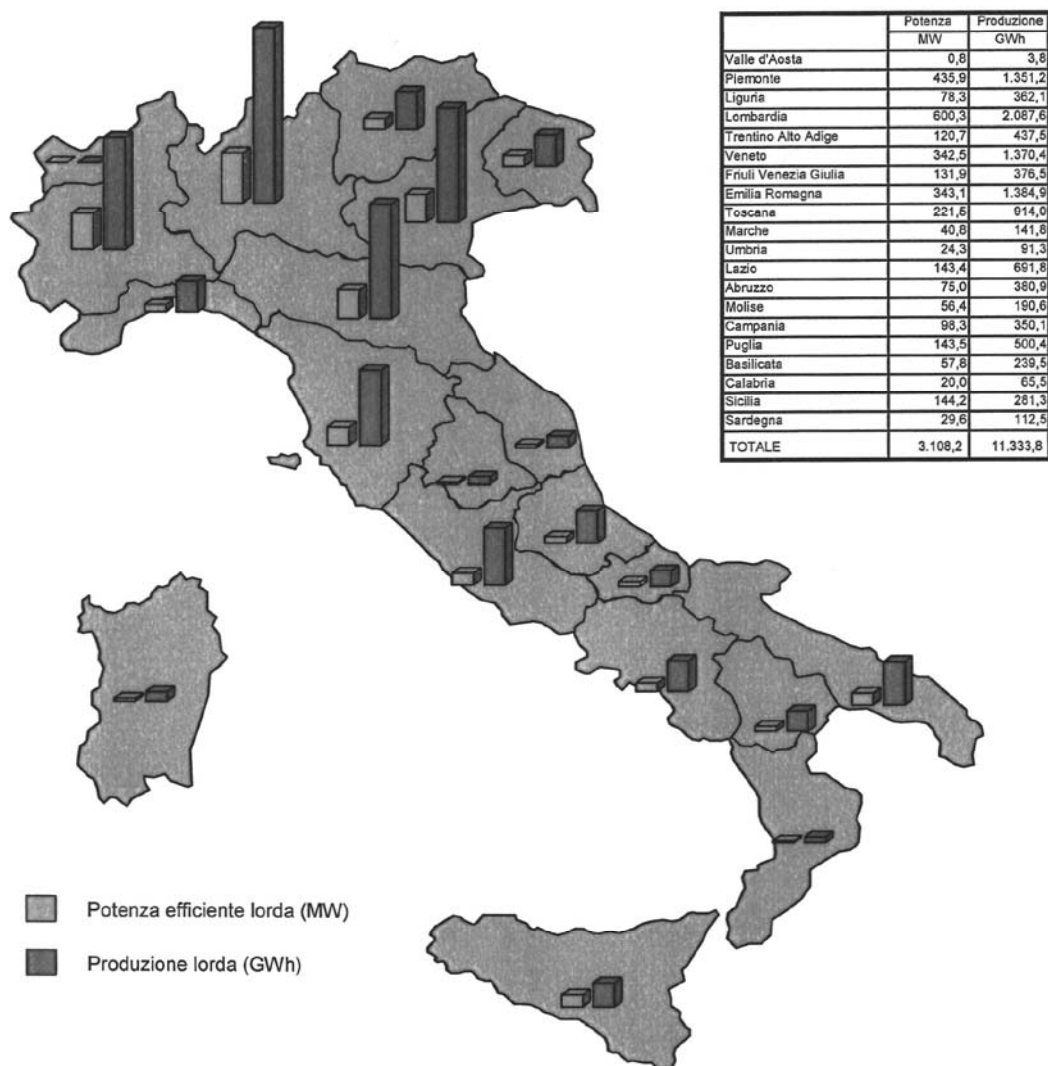 Potenza Produzione
MW GWh
Valle d'Aosta 0,8 3,8
Piemonte 435,9 1.351,2
Liguria 78,3 362,1
Lombardia 600,3 2.087,6
Trentino Alto Adige 120,7 437,5
Veneto 342,5 1.370,4
Friuli Venezia Giulia 131,9 376,5
Emilia Romagna 343,1 1.384,9
Toscana 221,6 914,0
Marche 40,8 141,8
Umbria 24,3 91,3
Lazio 143,4 691,8
Abruzzo 75,0 380,9
Molise 56,4 190,6
Campania 98,3 350,1
Puglia 143,5 500,4
Basilicata 57,8 239,5
Calabria 20,0 65,5
Sicilia 144,2 281,3
Sardegna 29,6 112,5
TOTALE 3.108,2 11.333,8
Potenza efficiente lorda (MW)
Produzione lorda (GWh)